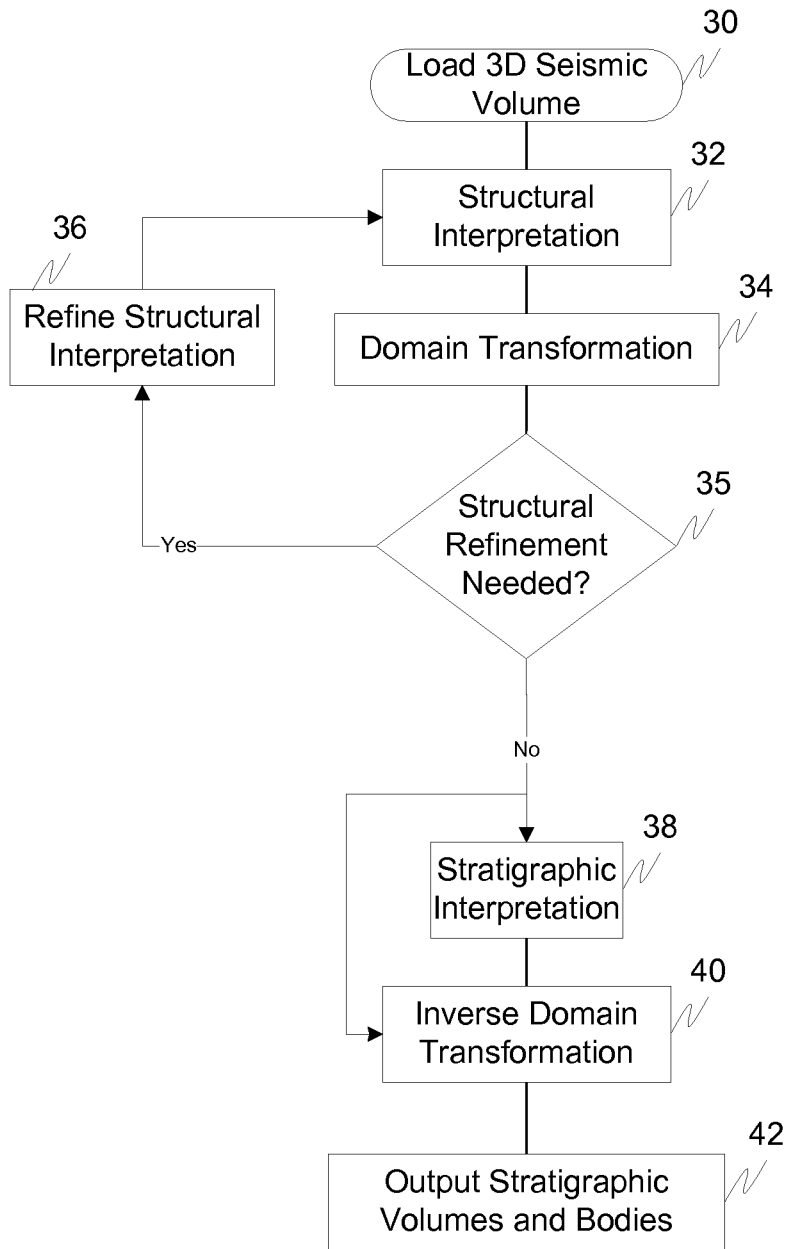 30
Load 3D Seismic
Volume
32
Structural
Interpretation
36
Refine Structural
Interpretation
34
Domain Transformation
35
Structural
Refinement
Needed?
Yes
No
38
Stratigraphic
Interpretation
40
Inverse Domain
Transformation
42
Output Stratigraphic
Volumes and Bodies